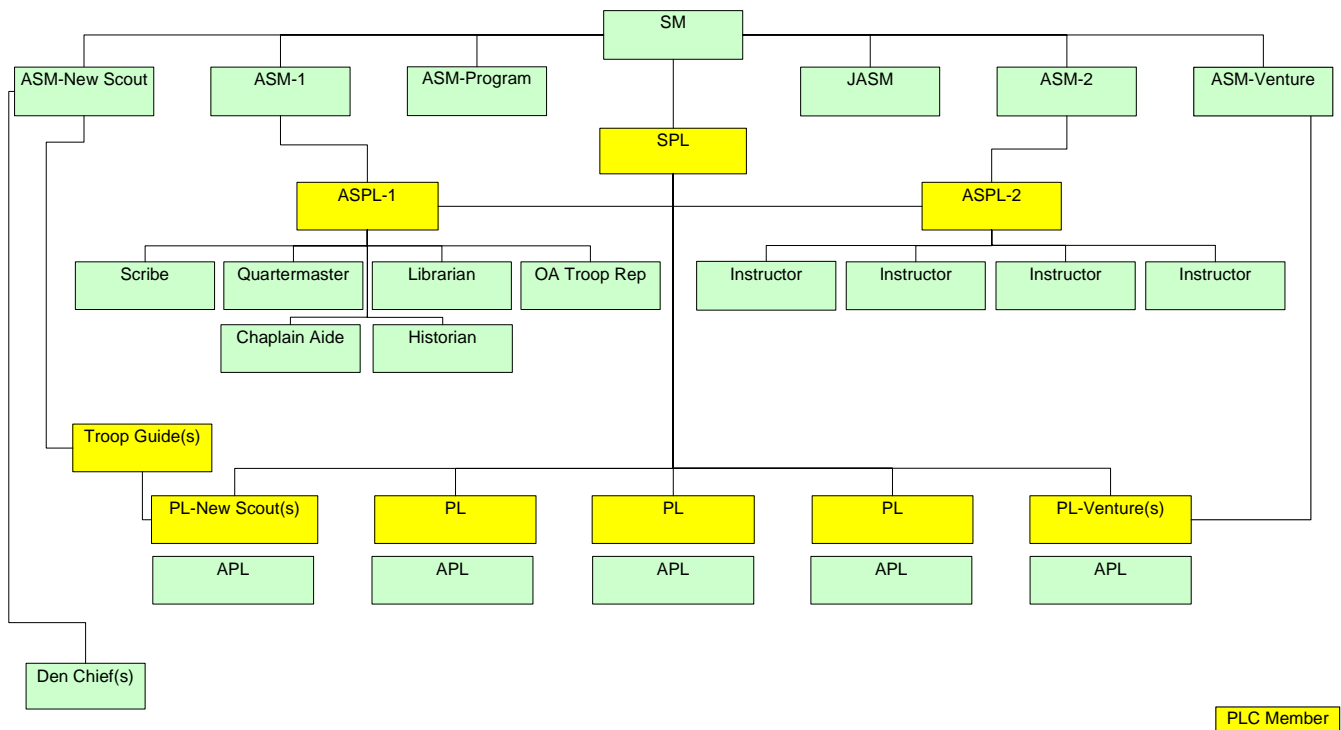 SM
ASM-New Scout
ASM-1
ASM-Program
JASM
ASM-2
ASM-Venture
SPL
ASPL-1
ASPL-2
Scribe
Quartermaster
Librarian
OA Troop Rep
Instructor
Instructor
Instructor
Instructor
Chaplain Aide
Historian
Troop Guide(s)
PL-New Scout(s)
PL
PL
PL
PL-Venture(s)
APL
APL
APL
APL
APL
Den Chief(s)
PLC Member